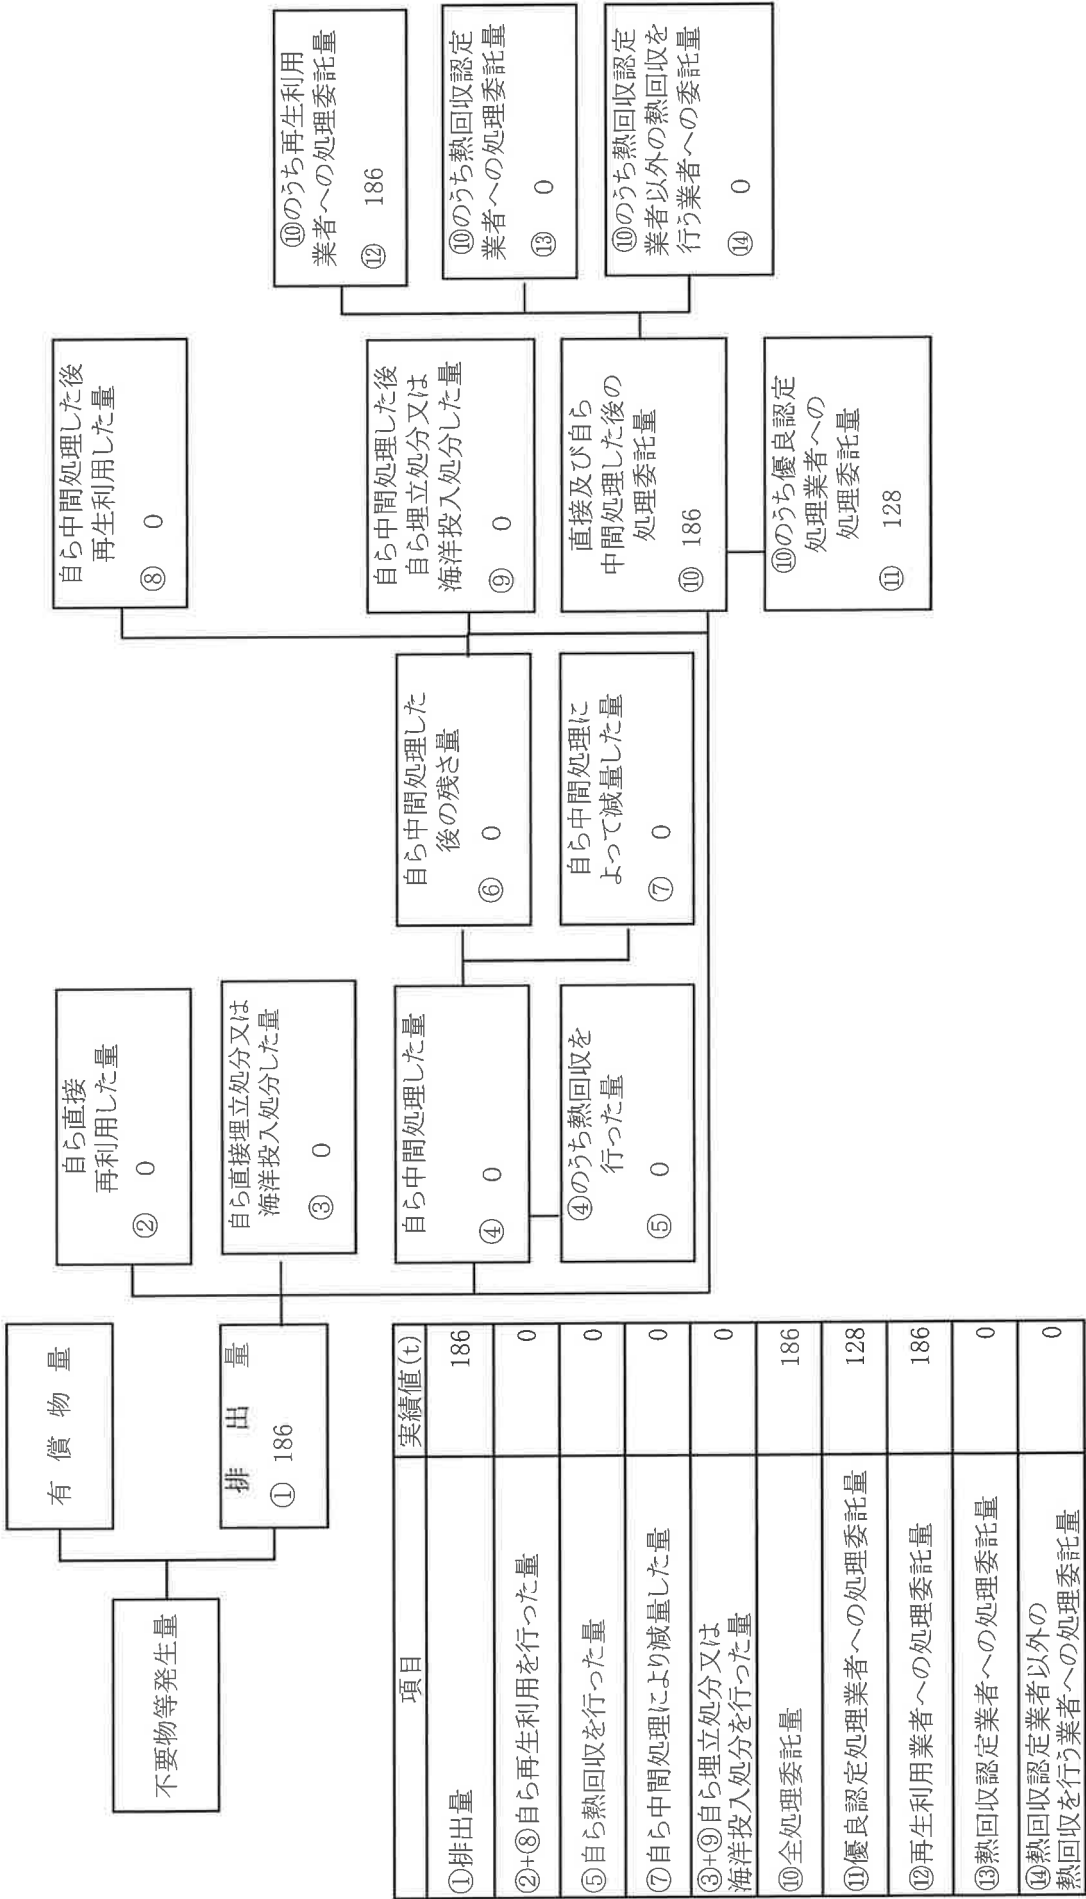 不要物等発生量
有償物量
排出量
① 186
自ら直接
再利用した量
② 0
自ら直接埋立処分又は
海洋投入処分した量
③ 0
自ら中間処理した量
④ 0
④のうち熱回収を
行った量
⑤ 0
自ら中間処理した
後の残さ量
⑥ 0
自ら中間処理に
よって減量した量
⑦ 0
自ら中間処理した後
再生利用した量
⑧ 0
自ら中間処理した後
自ら埋立処分又は
海洋投入処分した量
⑨ 0
直接及び自ら
中間処理した後の
処理委託量
⑩ 186
⑩のうち優良認定
処理業者への
処理委託量
⑪ 128
⑩のうち再生利用
業者への処理委託量
⑫ 186
⑩のうち熱回収認定
業者への処理委託量
⑬ 0
⑩のうち熱回収認定
業者以外の熱回収を
行う業者への委託量
⑭ 0
項目 実績値(t)
①排出量 186
②+⑧自ら再生利用を行った量 0
⑤自ら熱回収を行った量 0
⑦自ら中間処理により減量した量 0
③+⑨自ら埋立処分又は
海洋投入処分を行った量 0
⑩全処理委託量 186
⑪優良認定処理業者への処理委託量 128
⑫再生利用業者への処理委託量 186
⑬熱回収認定業者への処理委託量 0
⑭熱回収認定業者以外の
熱回収を行う業者への処理委託量 0